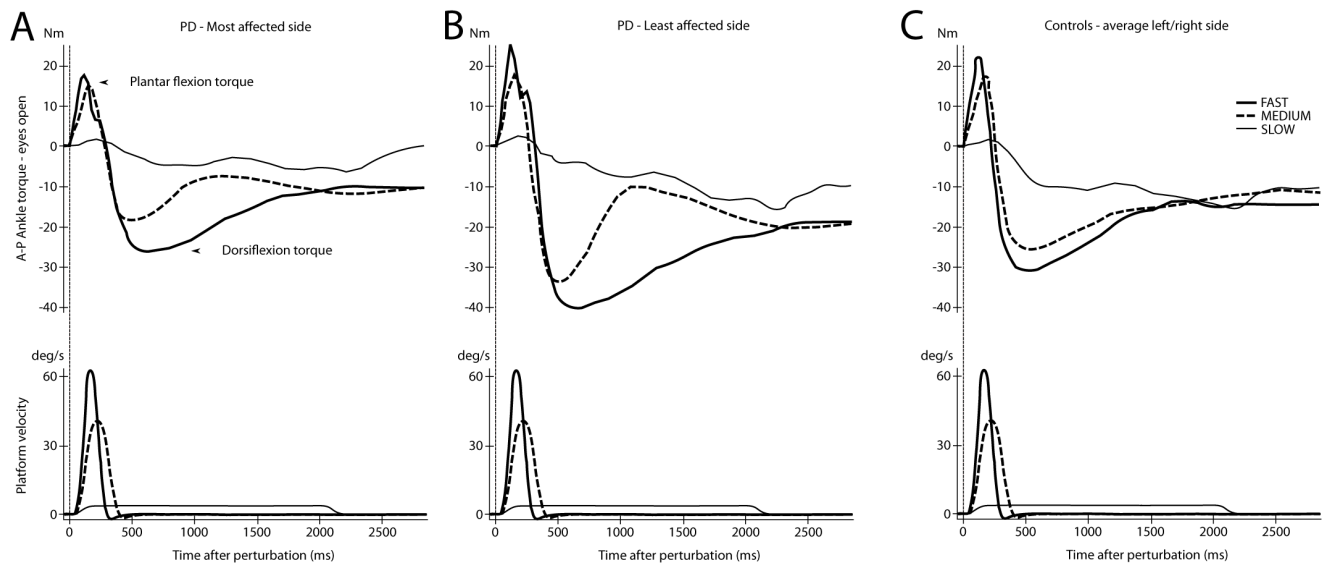 A
PD - Most affected side
Nm
20
10
0
-10
-20
-30
-40
A-P Ankle torque - eyes open
Plantar flexion torque
Dorsiflexion torque
deg/s
60
30
0
Platform velocity
0 500 1000 1500 2000 2500
Time after perturbation (ms)
B
PD - Least affected side
Nm
20
10
0
-10
-20
-30
-40
deg/s
60
30
0
0 500 1000 1500 2000 2500
Time after perturbation (ms)
C
Controls - average left/right side
Nm
20
10
0
-10
-20
-30
-40
FAST
MEDIUM
SLOW
deg/s
60
30
0
0 500 1000 1500 2000 2500
Time after perturbation (ms)